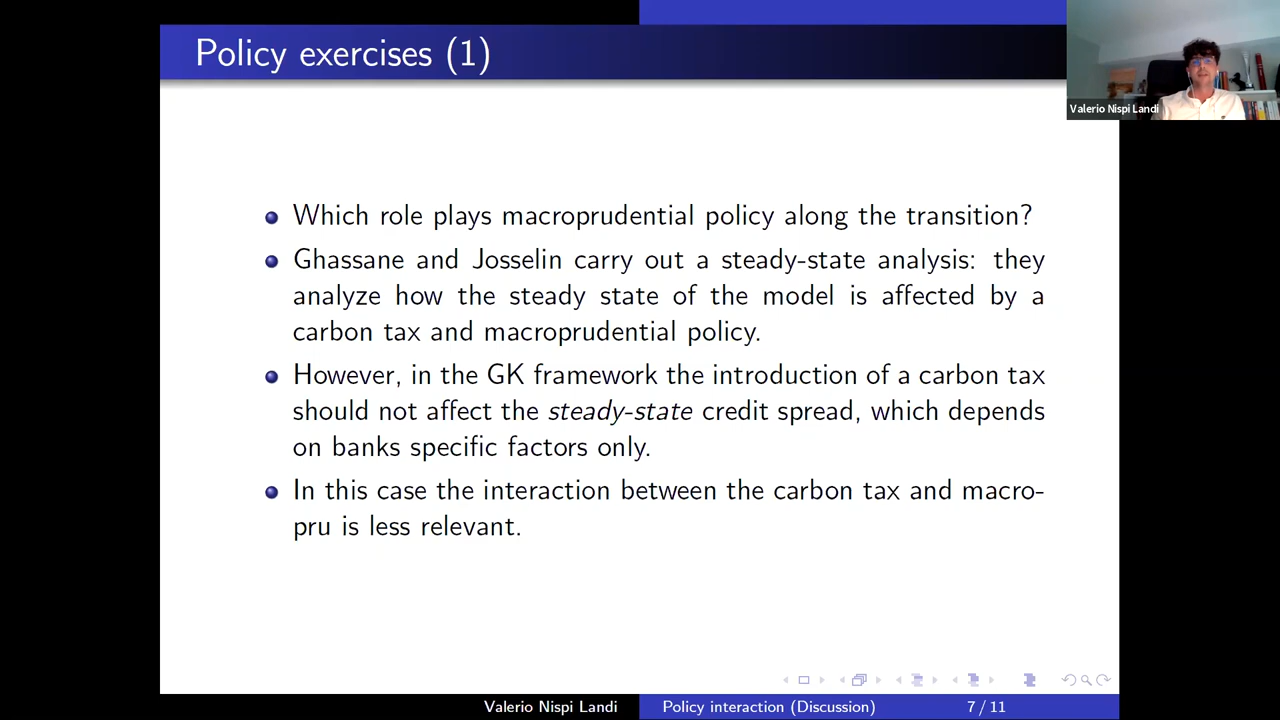 Policy exercises (1)
Valerio Nispi Landi
Which role plays macroprudential policy along the transition?
Ghassane and Josselin carry out a steady-state analysis: they
analyze how the steady state of the model is affected by a
carbon tax and macroprudential policy.
However, in the GK framework the introduction of a carbon tax
should not affect the steady-state credit spread, which depends
on banks specific factors only.
In this case the interaction between the carbon tax and macro-
pru is less relevant.
Valerio Nispi Landi
Policy interaction (Discussion)
7 / 11